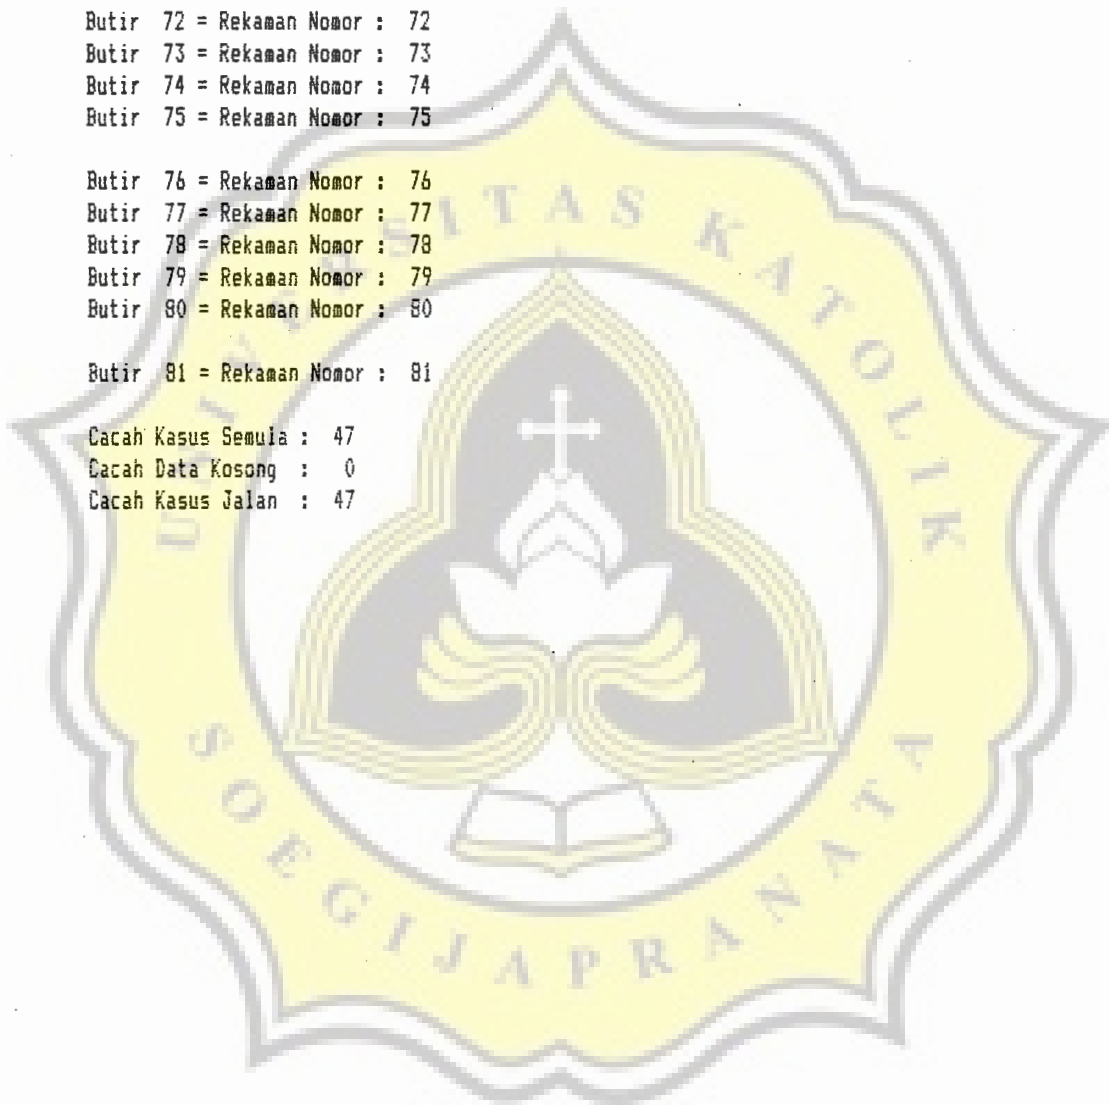 Butir 72 = Rekaman Nomor : 72
Butir 73 = Rekaman Nomor : 73
Butir 74 = Rekaman Nomor : 74
Butir 75 = Rekaman Nomor : 75
Butir 76 = Rekaman Nomor : 76
Butir 77 = Rekaman Nomor : 77
Butir 78 = Rekaman Nomor : 78
Butir 79 = Rekaman Nomor : 79
Butir 80 = Rekaman Nomor : 80
Butir 81 = Rekaman Nomor : 81
Cacah Kasus Semula : 47
Cacah Data Kosong : 0
Cacah Kasus Jalan : 47
UNIVERSITAS KATOLIK
SOEGIJAPRANATA